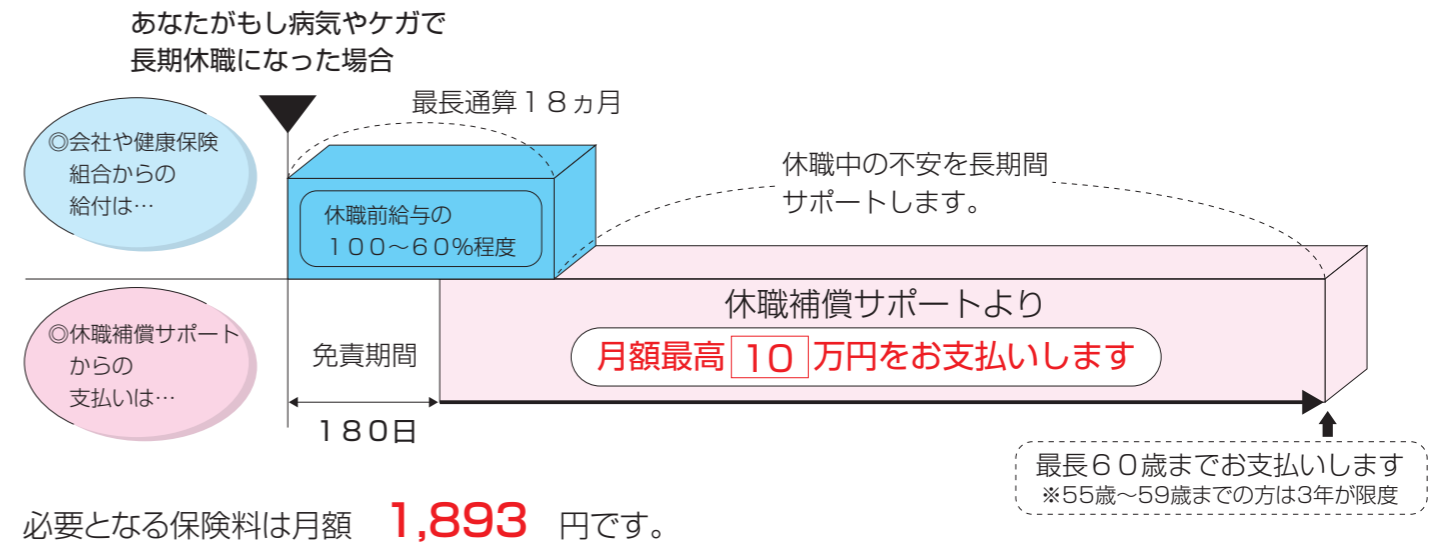 あなたがもし病気やケガで
長期休職になった場合
最長通算１８ヵ月
◎会社や健康保険
組合からの
給付は…
休職前給与の
１００〜６０％程度
休職中の不安を長期間
サポートします。
◎休職補償サポート
からの
支払いは…
免責期間
１８０日
休職補償サポートより
月額最高 10 万円をお支払いします
最長６０歳までお支払いします
※55歳〜59歳までの方は3年が限度
必要となる保険料は月額 1,893 円です。